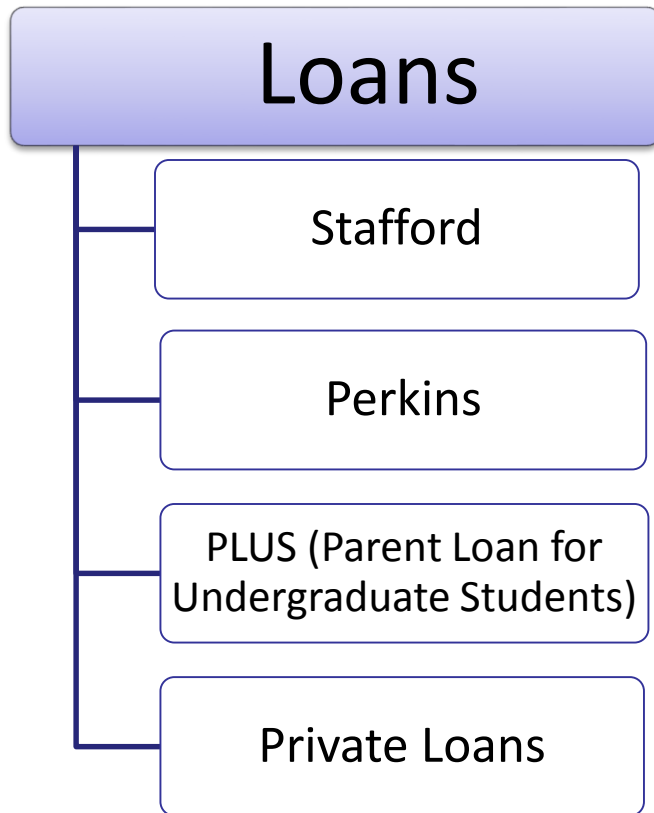 Loans
Stafford
Perkins
PLUS (Parent Loan for
Undergraduate Students)
Private Loans